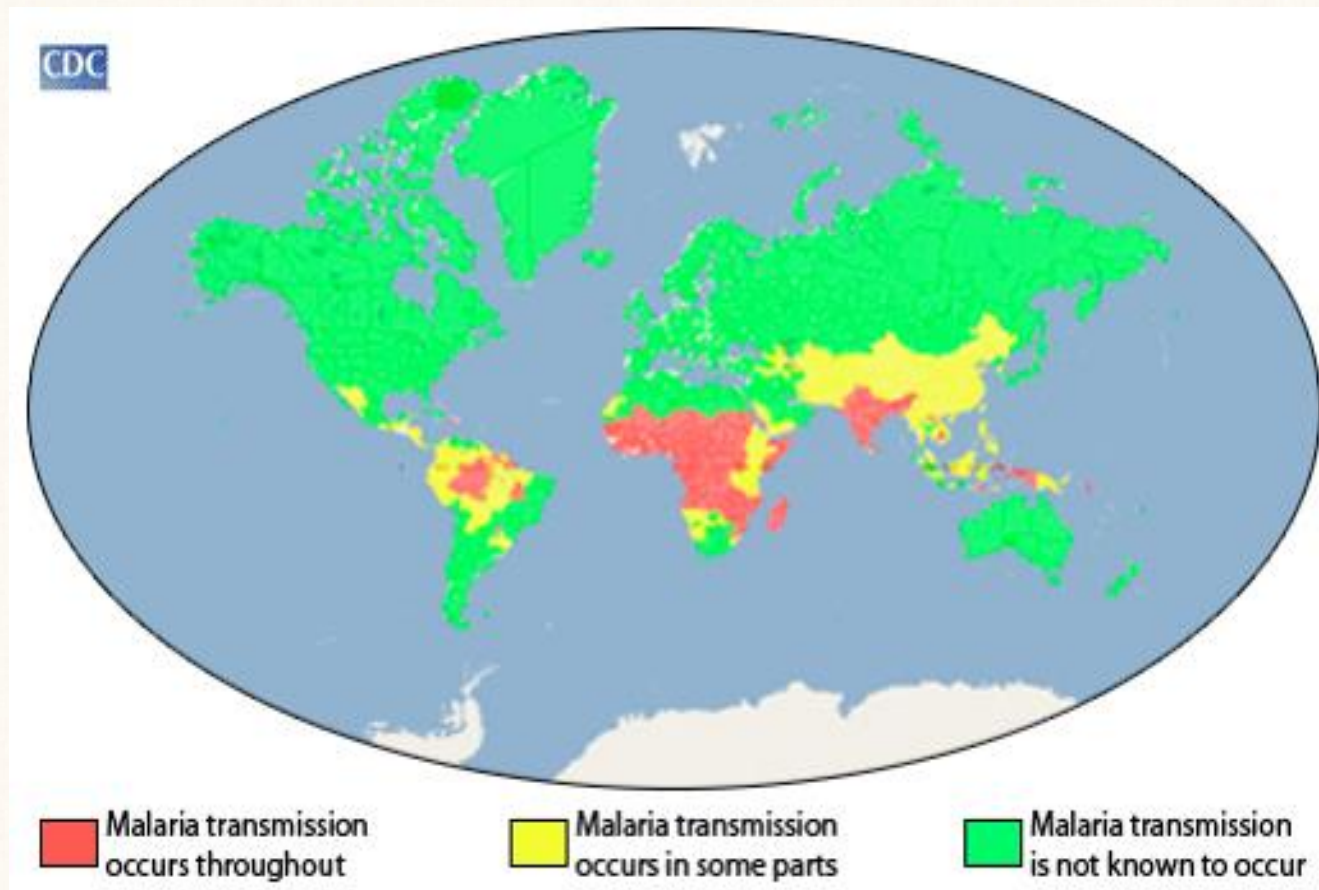 CDC
Malaria transmission
occurs throughout
Malaria transmission
occurs in some parts
Malaria transmission
is not known to occur